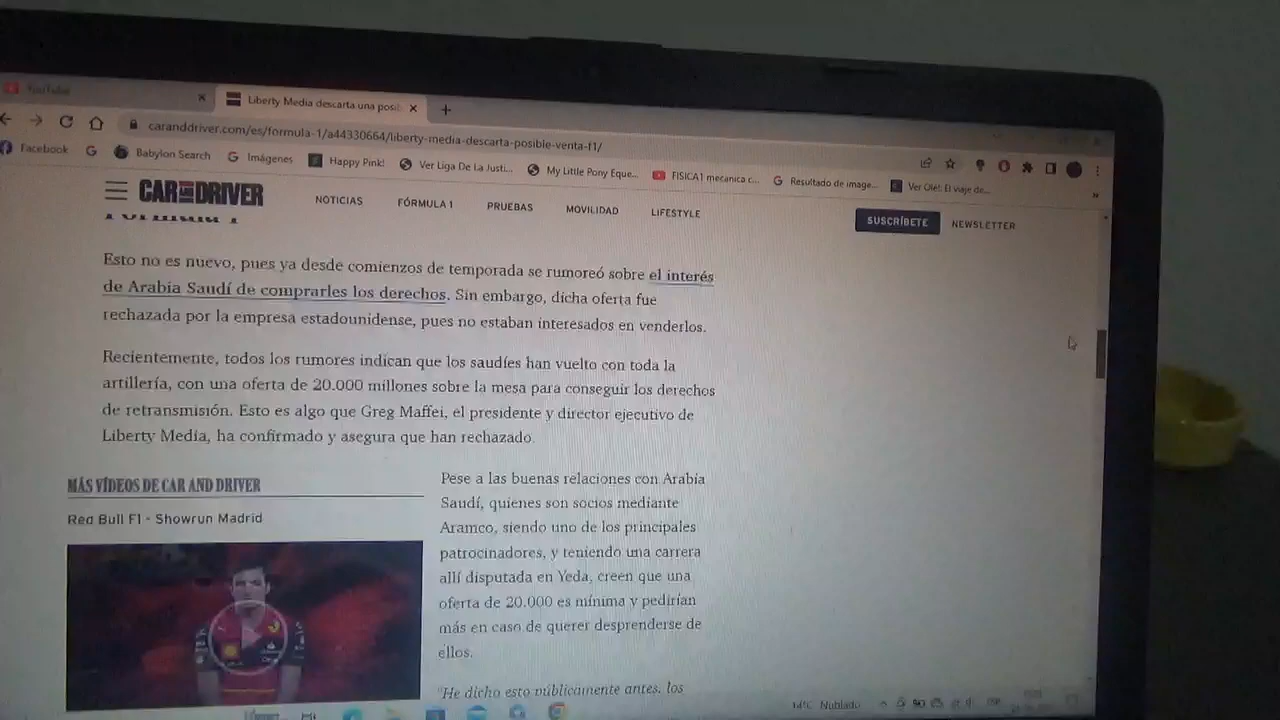 YouTube
Liberty Media descarta una posib
caranddriver.com/es/formula-1/a44330664/liberty-media-descarta-posible-venta-f1/
Facebook
Babylon Search
Imágenes
Happy Pink!
Ver Liga De La Justi...
My Little Pony Eque...
FISICA1 mecanica c...
Resultado de image...
Ver Olé!: El viaje de...
CAR AND DRIVER
NOTICIAS
FÓRMULA 1
PRUEBAS
MOVILIDAD
LIFESTYLE
SUSCRÍBETE
NEWSLETTER
Esto no es nuevo, pues ya desde comienzos de temporada se rumoreó sobre el interés
de Arabia Saudí de comprarles los derechos. Sin embargo, dicha oferta fue
rechazada por la empresa estadounidense, pues no estaban interesados en venderlos.
Recientemente, todos los rumores indican que los saudíes han vuelto con toda la
artillería, con una oferta de 20.000 millones sobre la mesa para conseguir los derechos
de retransmisión. Esto es algo que Greg Maffei, el presidente y director ejecutivo de
Liberty Media, ha confirmado y asegura que han rechazado.
MÁS VÍDEOS DE CAR AND DRIVER
Red Bull F1 - Showrun Madrid
Pese a las buenas relaciones con Arabia
Saudí, quienes son socios mediante
Aramco, siendo uno de los principales
patrocinadores, y teniendo una carrera
allí disputada en Yeda, creen que una
oferta de 20.000 es mínima y pedirían
más en caso de querer desprenderse de
ellos.
"He dicho esto públicamente antes, los
14°C Nublado